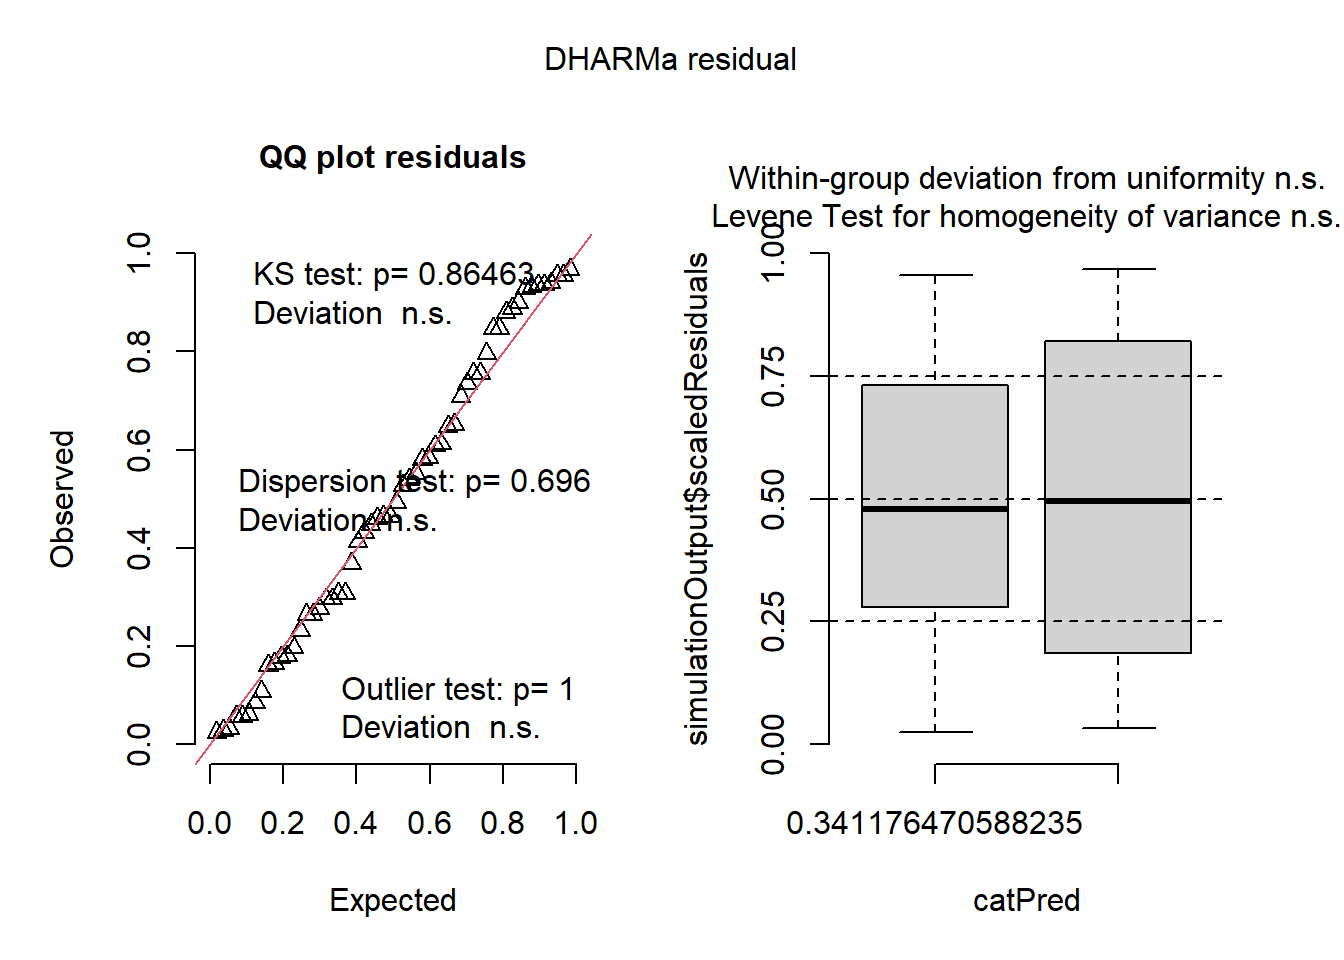 DHARMa residual
QQ plot residuals
KS test: p= 0.86463
Deviation  n.s.
Dispersion test: p= 0.696
Deviation n.s.
Outlier test: p= 1
Deviation  n.s.
Observed
0.0
0.2
0.4
0.6
0.8
1.0
0.0 0.2 0.4 0.6 0.8 1.0
Expected
Within-group deviation from uniformity n.s.
Levene Test for homogeneity of variance n.s.
simulationOutput$scaledResiduals
0.00
0.25
0.50
0.75
1.00
0.341176470588235
catPred